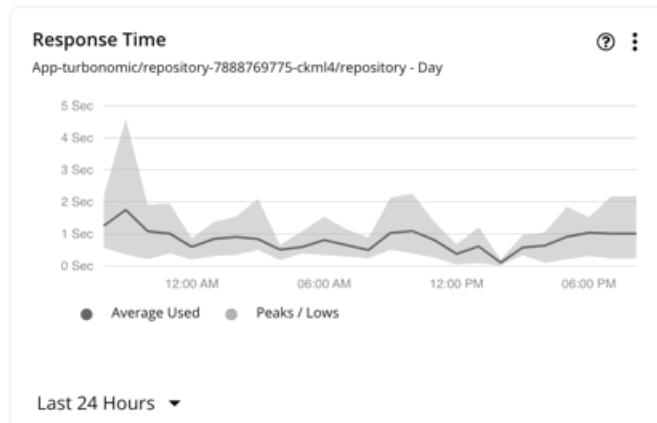 Response Time
App-turbonomic/repository-7888769775-ckml4/repository - Day
5 Sec
4 Sec
3 Sec
2 Sec
1 Sec
0 Sec
12:00 AM 06:00 AM 12:00 PM 06:00 PM
Average Used Peaks / Lows
Last 24 Hours